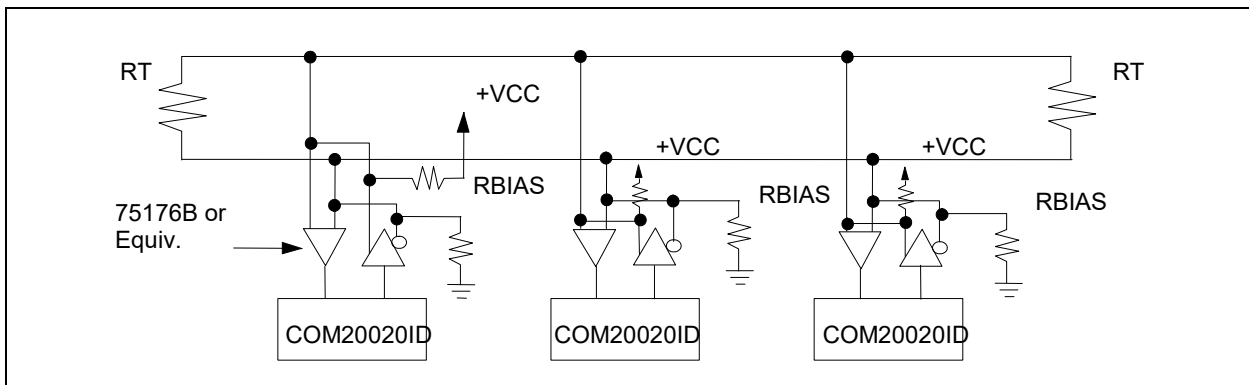 RT
RT
+VCC
+VCC
+VCC
RBIAS
RBIAS
RBIAS
75176B or
Equiv.
COM20020ID
COM20020ID
COM20020ID